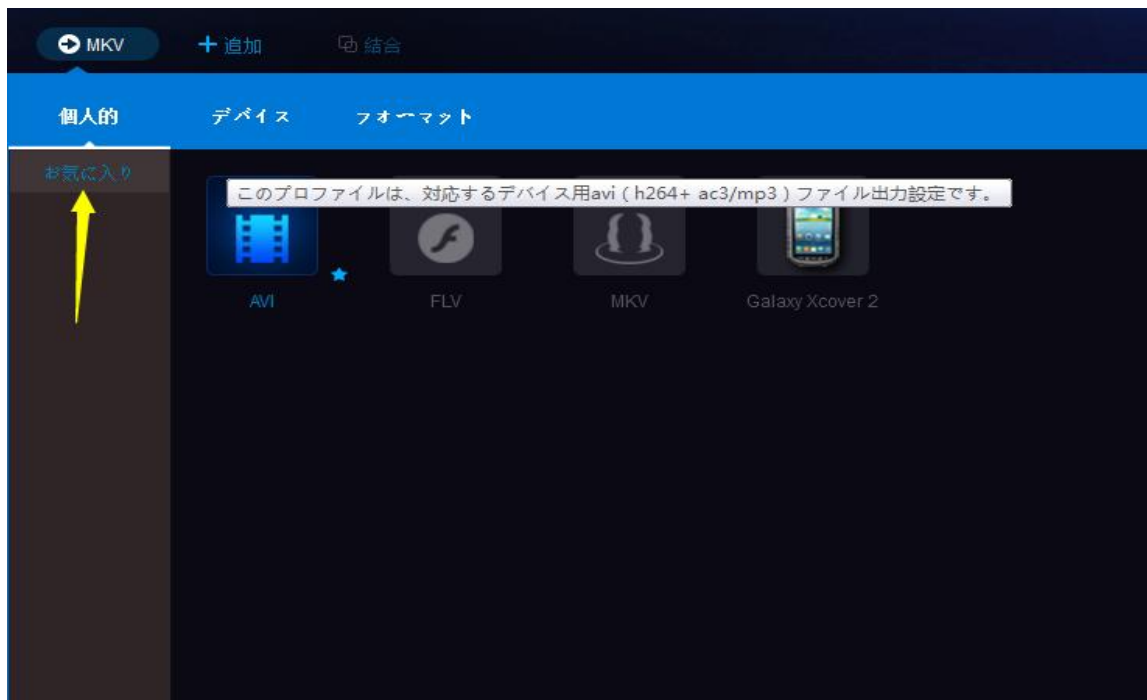 MKV 追加 結合
個人的 デバイス フォーマット
お気に入り
このプロファイルは、対応するデバイス用avi（h264+ ac3/mp3）ファイル出力設定です。
AVI FLV MKV Galaxy Xcover 2